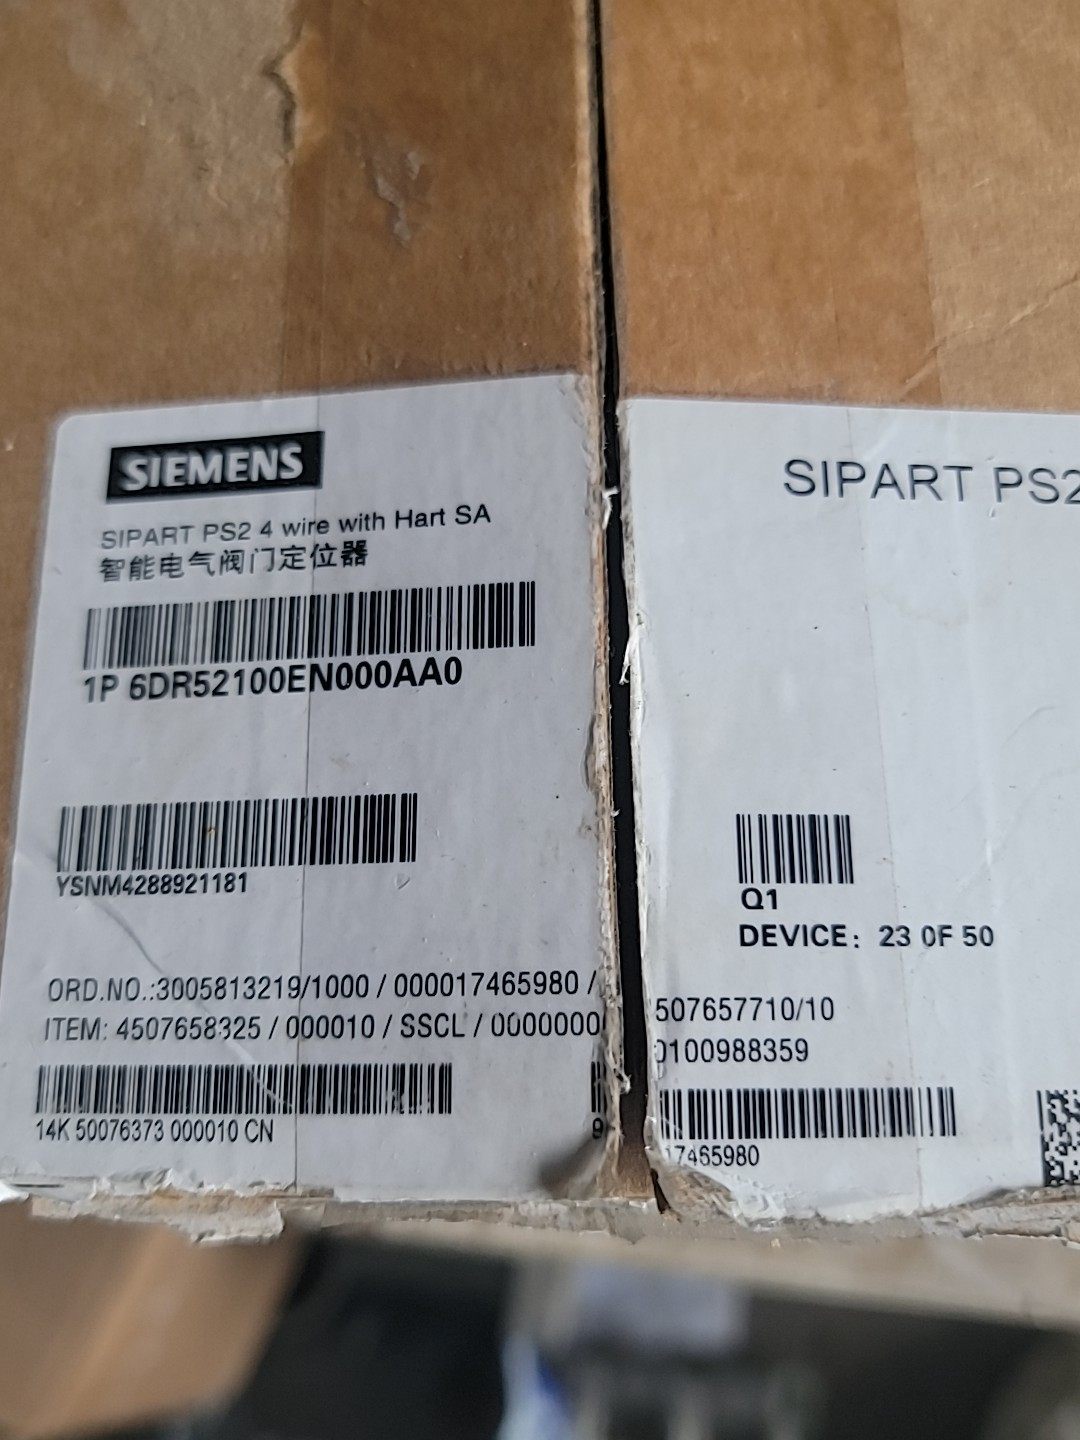 SIEMENS
SIPART PS2 4 wire with Hart SA
智能电气阀门定位器
1P 6DR52100EN000AA0
YSNM4288921181
ORD.NO.:3005813219/1000 / 000017465980 /
ITEM: 4507658325 / 000010 / SSCL / 0000000
14K 50076373 000010 CN
9
SIPART PS2
Q1
DEVICE: 23 OF 50
507657710/10
0100988359
17465980